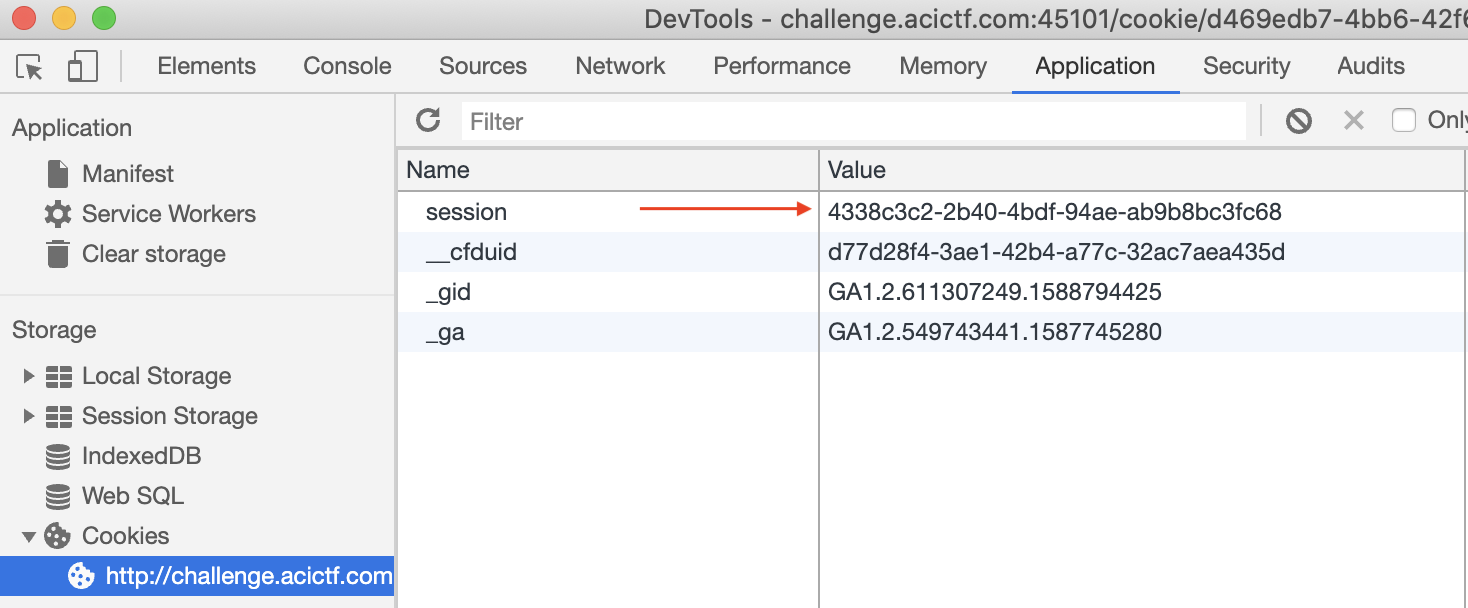 DevTools - challenge.acictf.com:45101/cookie/d469edb7-4bb6-42f6
Elements Console Sources Network Performance Memory Application Security Audits
Application
Manifest
Service Workers
Clear storage
Storage
Local Storage
Session Storage
IndexedDB
Web SQL
Cookies
http://challenge.acictf.com
Filter Only
Name Value
session 4338c3c2-2b40-4bdf-94ae-ab9b8bc3fc68
__cfduid d77d28f4-3ae1-42b4-a77c-32ac7aea435d
_gid GA1.2.611307249.1588794425
_ga GA1.2.549743441.1587745280